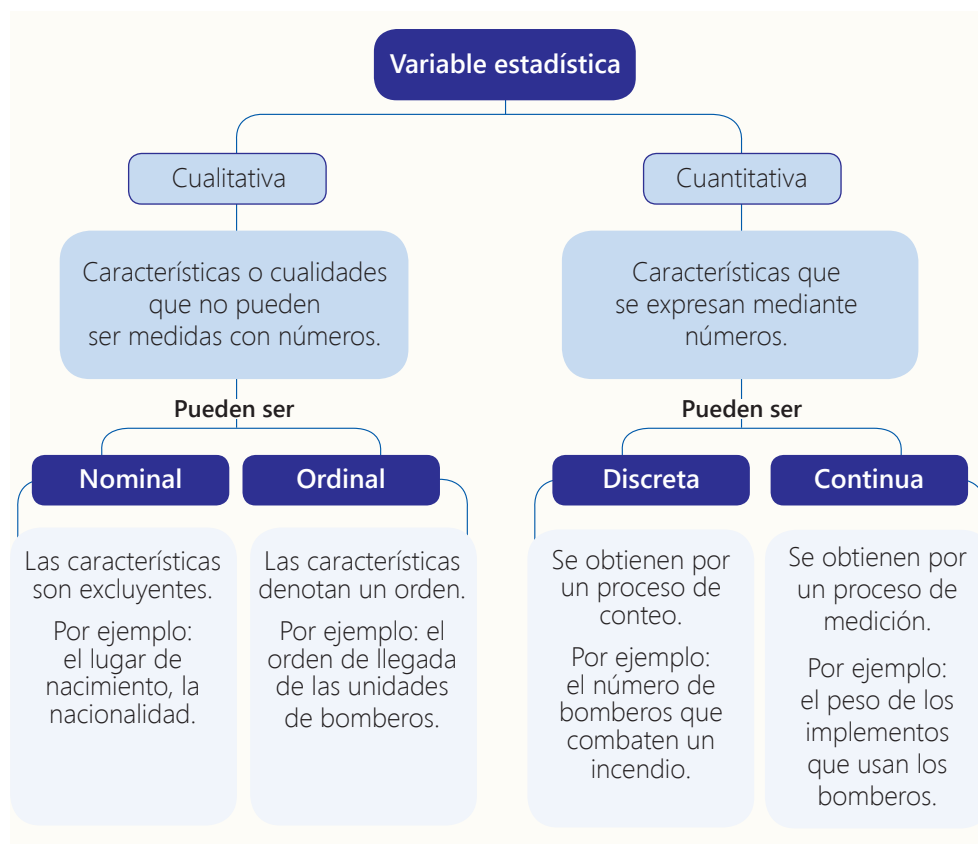 Variable estadística
Cualitativa
Características o cualidades
que no pueden
ser medidas con números.
Pueden ser
Nominal
Las características
son excluyentes.
Por ejemplo:
el lugar de
nacimiento, la
nacionalidad.
Ordinal
Las características
denotan un orden.
Por ejemplo: el
orden de llegada
de las unidades
de bomberos.
Cuantitativa
Características que
se expresan mediante
números.
Pueden ser
Discreta
Se obtienen por
un proceso de
conteo.
Por ejemplo:
el número de
bomberos que
combaten un
incendio.
Continua
Se obtienen por
un proceso de
medición.
Por ejemplo:
el peso de los
implementos
que usan los
bomberos.